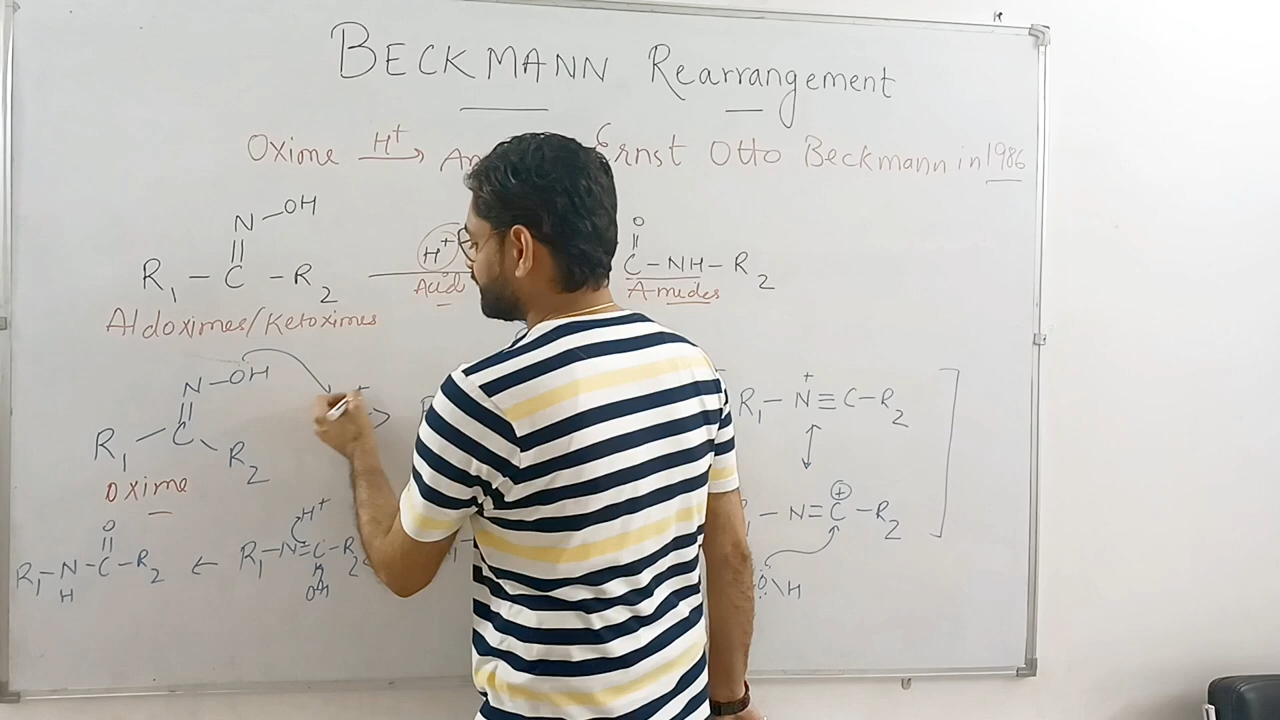 BECKMANN Rearrangement
Oxime H+ → Ernst Otto Beckmann in 1986
N-OH
||
R1-C-R2
H+
Acid
O
||
C-NH-R2
Aldoximes/Ketoximes
Amides
N-OH
||
R1-C-R2
Oxime
R1-N+≡C-R2
N=C+-R2
O
||
R1-N-C-R2
H
←
H+
R1-N=C-R2
OH
O\H